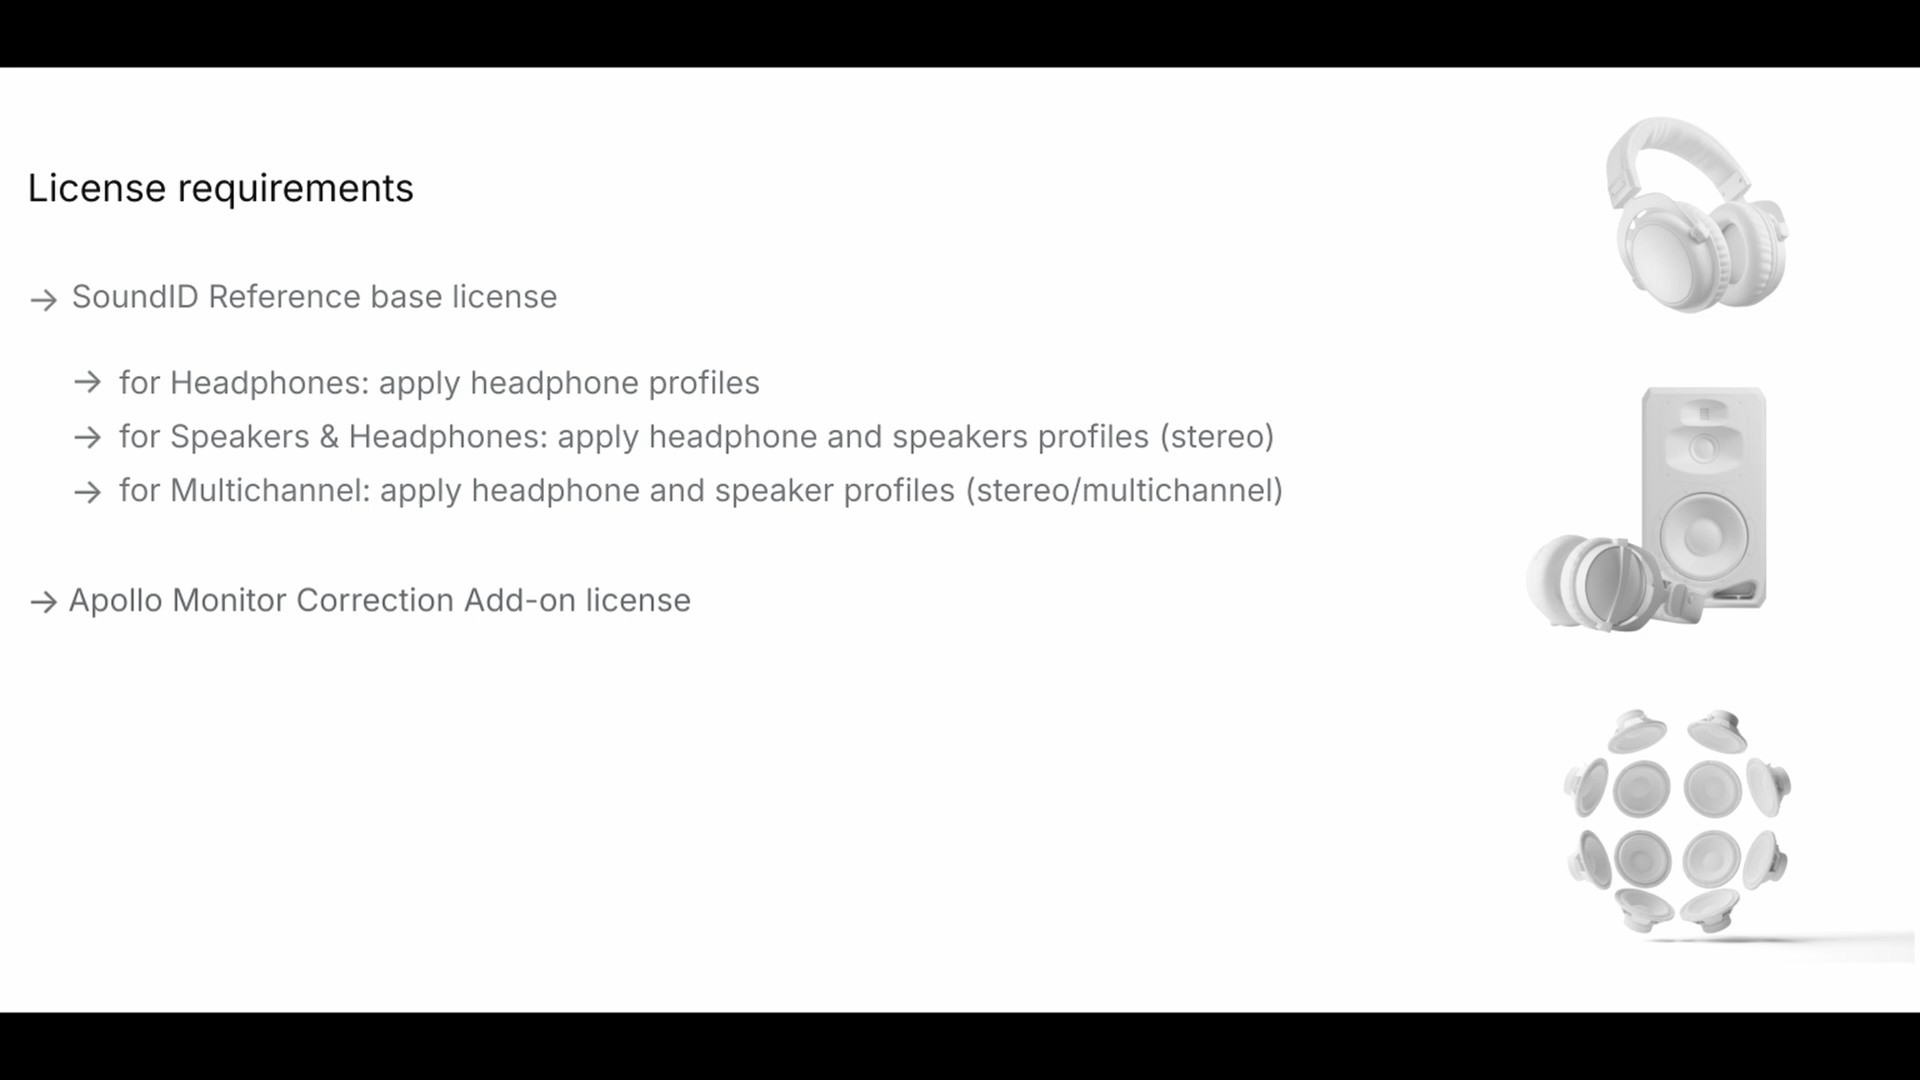 License requirements
→ SoundID Reference base license
→ for Headphones: apply headphone profiles
→ for Speakers & Headphones: apply headphone and speakers profiles (stereo)
→ for Multichannel: apply headphone and speaker profiles (stereo/multichannel)
→ Apollo Monitor Correction Add-on license